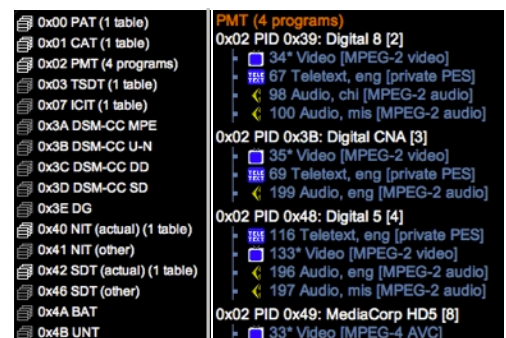 0x00 PAT (1 table)
0x01 CAT (1 table)
0x02 PMT (4 programs)
0x03 TSDT (1 table)
0x07 ICIT (1 table)
0x3A DSM-CC MPE
0x3B DSM-CC U-N
0x3C DSM-CC DD
0x3D DSM-CC SD
0x3E DG
0x40 NIT (actual) (1 table)
0x41 NIT (other)
0x42 SDT (actual) (1 table)
0x46 SDT (other)
0x4A BAT
0x4B UNT
PMT (4 programs)
0x02 PID 0x39: Digital 8 [2]
34* Video [MPEG-2 video]
TELE TEXT 67 Teletext, eng [private PES]
98 Audio, chi [MPEG-2 audio]
100 Audio, mis [MPEG-2 audio]
0x02 PID 0x3B: Digital CNA [3]
35* Video [MPEG-2 video]
TELE TEXT 69 Teletext, eng [private PES]
199 Audio, eng [MPEG-2 audio]
0x02 PID 0x48: Digital 5 [4]
TELE TEXT 116 Teletext, eng [private PES]
133* Video [MPEG-2 video]
196 Audio, eng [MPEG-2 audio]
197 Audio, mis [MPEG-2 audio]
0x02 PID 0x49: MediaCorp HD5 [8]
33* Video [MPEG-4 AVC]